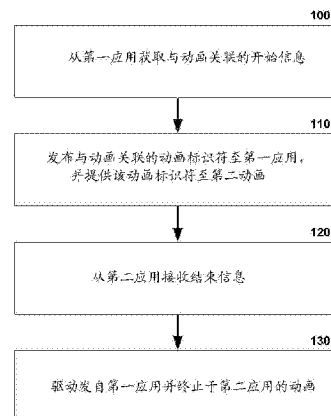 100
从第一应用获取与动画关联的开始信息
110
发布与动画关联的动画标识符至第一应用，
并提供该动画标识符至第二动画
120
从第二应用接收结束信息
130
驱动发自第一应用并终止于第二应用的动画